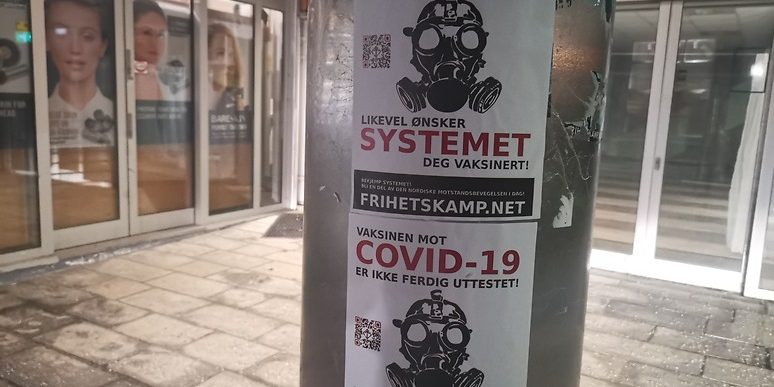 LIKEVEL ØNSKER
SYSTEMET
DEG VAKSINERT!
BEKJEMP SYSTEMET!
BLI EN DEL AV DEN NORDISKE MOTSTANDSBEVEGELSEN I DAG!
FRIHETSKAMP.NET
VAKSINEN MOT
COVID-19
ER IKKE FERDIG UTTESTET!